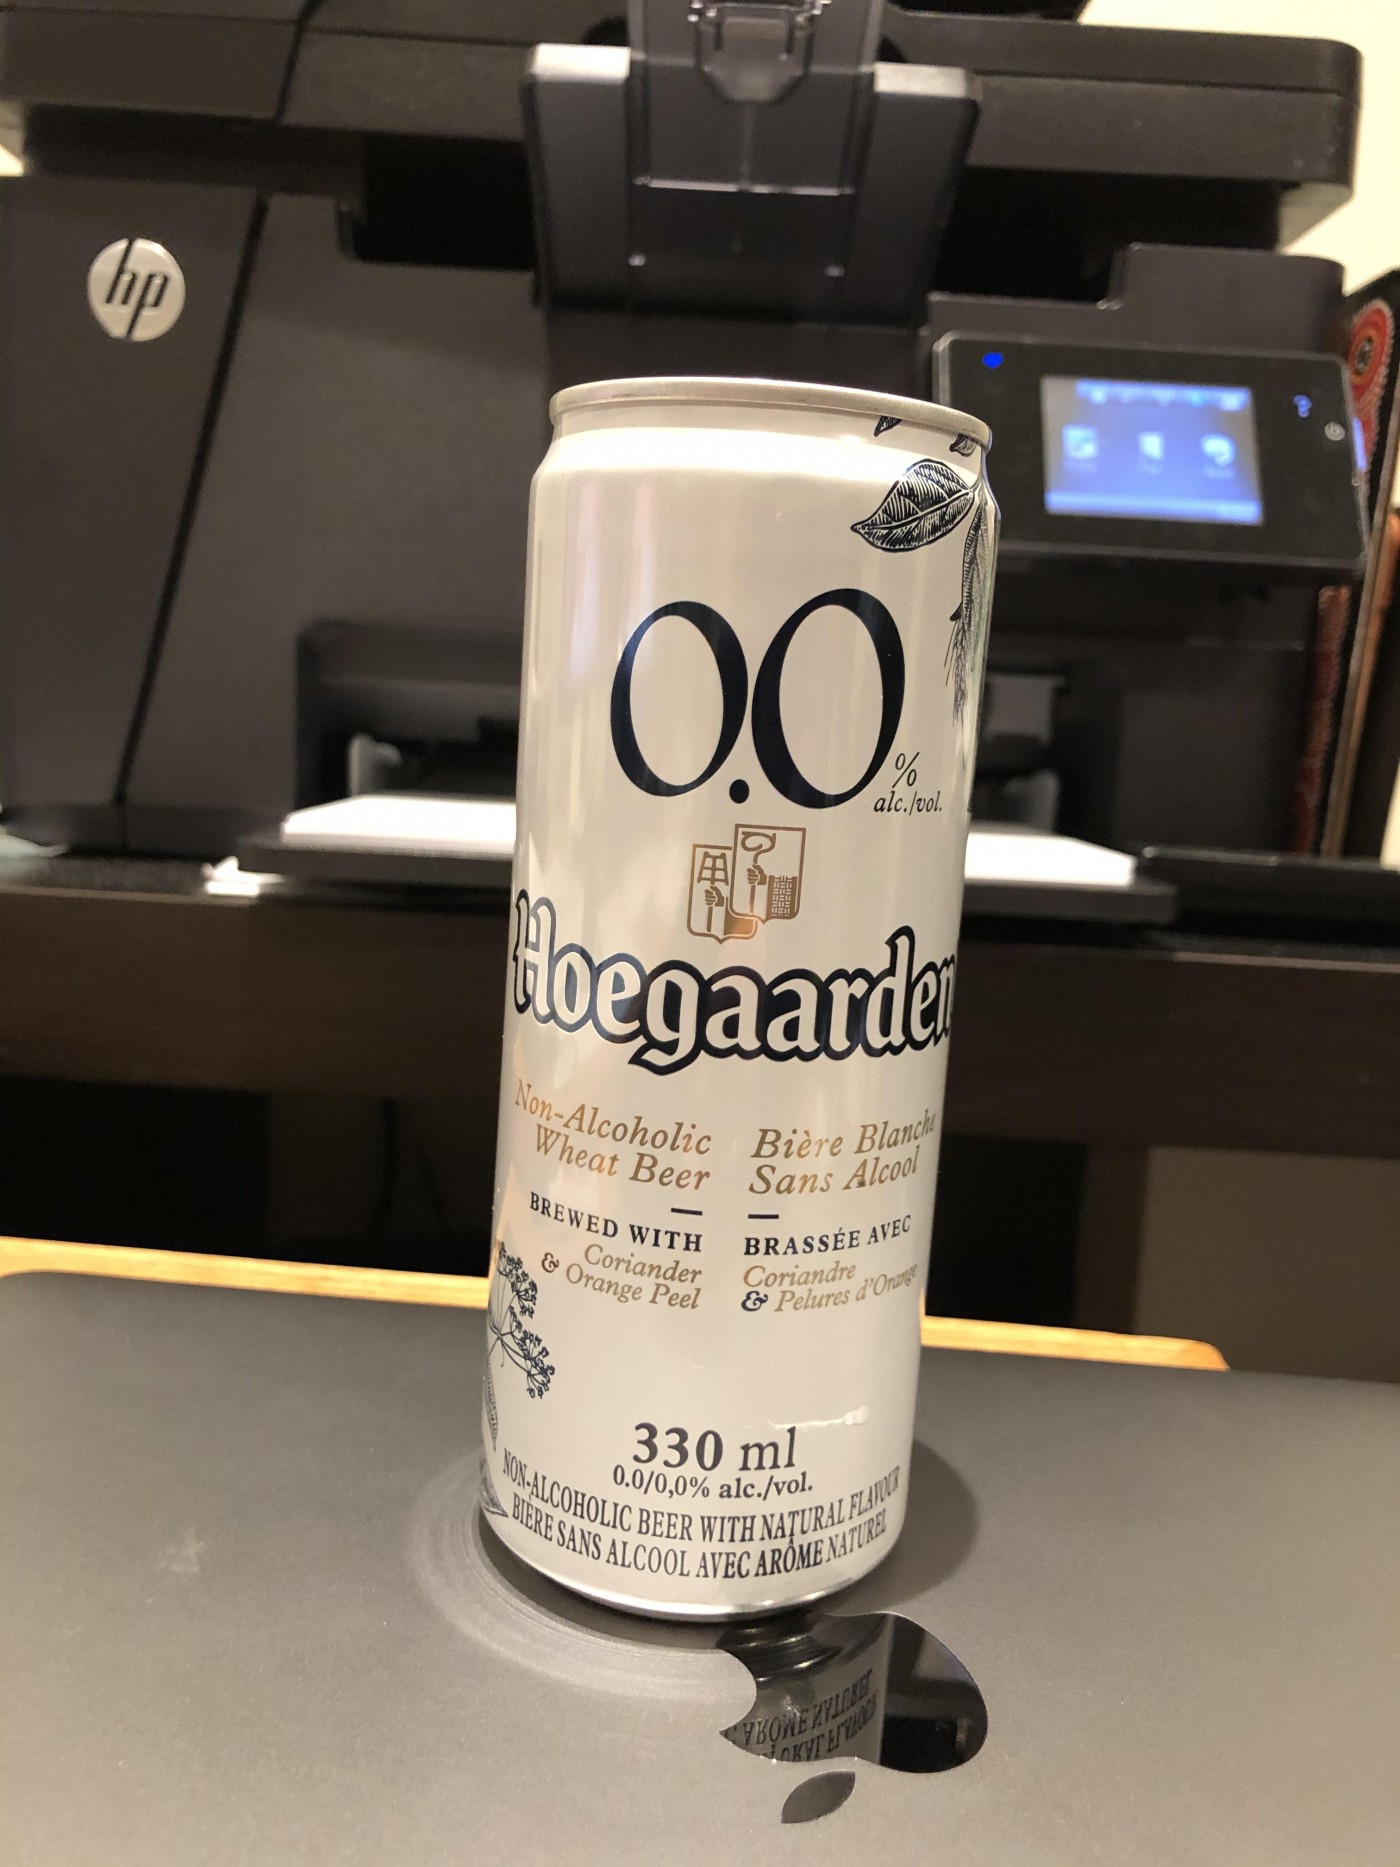 hp
?
0.0
%
alc./vol.
Hoegaarden
Non-Alcoholic
Wheat Beer
BREWED WITH
Coriander
& Orange Peel
Bière Blanche
Sans Alcool
BRASSÉE AVEC
Coriandre
& Pelures d'Orange
330 ml
0.0/0,0% alc./vol.
NON-ALCOHOLIC BEER WITH NATURAL FLAVOUR
BIÈRE SANS ALCOOL AVEC ARÔME NATUREL